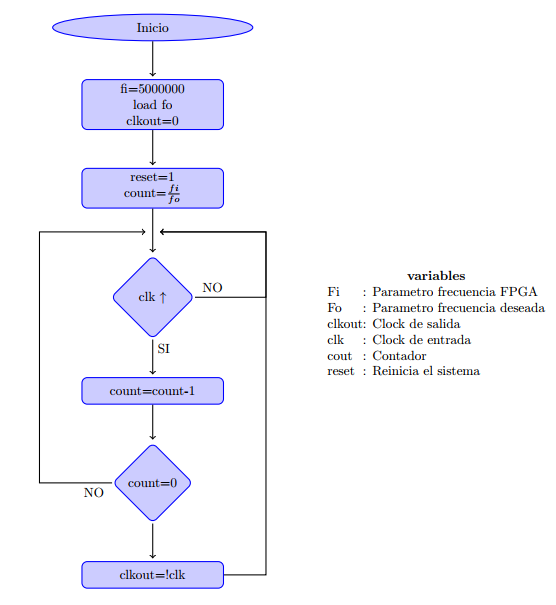 Inicio
fi=5000000
load fo
clkout=0
reset=1
count=fi/fo
clk ↑
NO
SI
count=count-1
count=0
NO
clkout=!clk
variables
Fi : Parametro frecuencia FPGA
Fo : Parametro frecuencia deseada
clkout: Clock de salida
clk : Clock de entrada
cout : Contador
reset : Reinicia el sistema